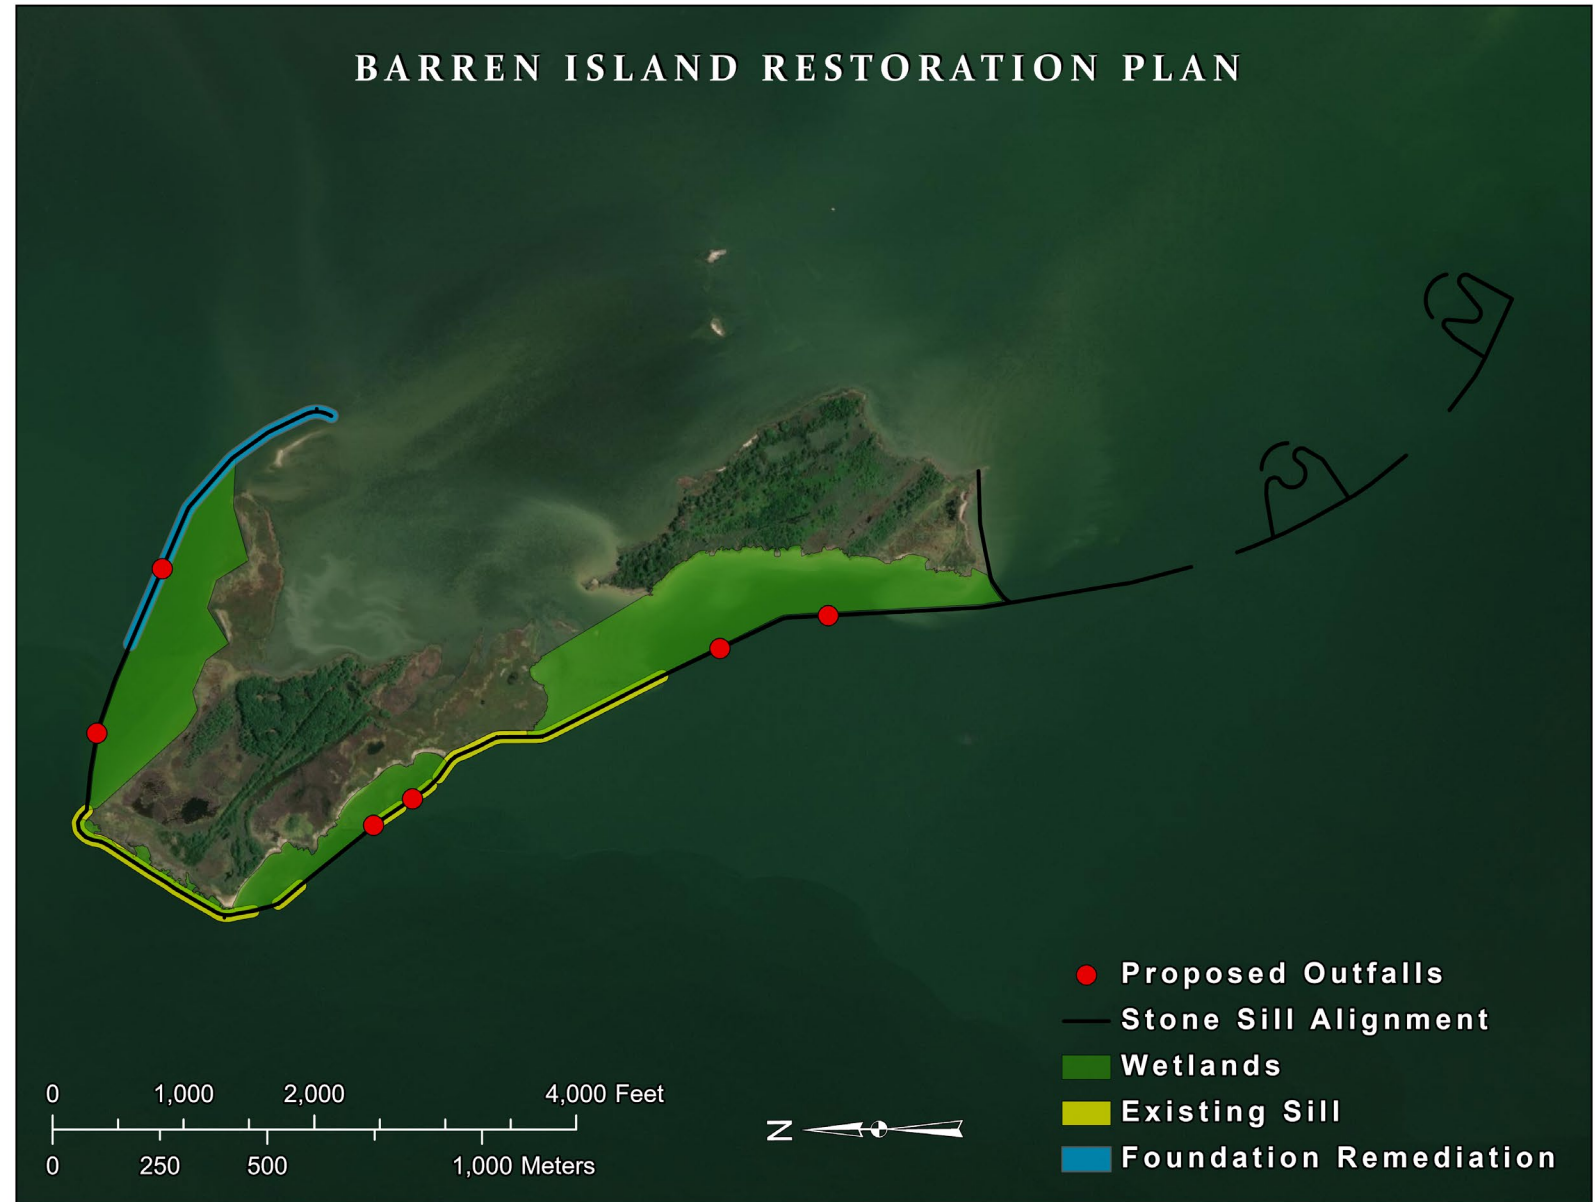 BARREN ISLAND RESTORATION PLAN
Proposed Outfalls
Stone Sill Alignment
Wetlands
Existing Sill
Foundation Remediation
0 1,000 2,000 4,000 Feet
0 250 500 1,000 Meters
N